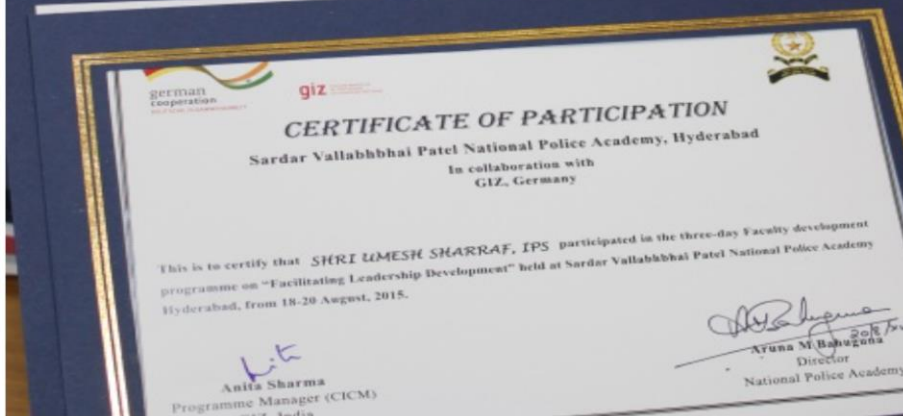 german
cooperation
giz
CERTIFICATE OF PARTICIPATION
Sardar Vallabhbhai Patel National Police Academy, Hyderabad
In collaboration with
GIZ, Germany
This is to certify that SHRI UMESH SHARRAF, IPS participated in the three-day Faculty development
programme on "Facilitating Leadership Development" held at Sardar Vallabhbhai Patel National Police Academy
Hyderabad, from 18-20 August, 2015.
Anita Sharma
Programme Manager (CICM)
India
Aruna M Bahuguna
Director
National Police Academy